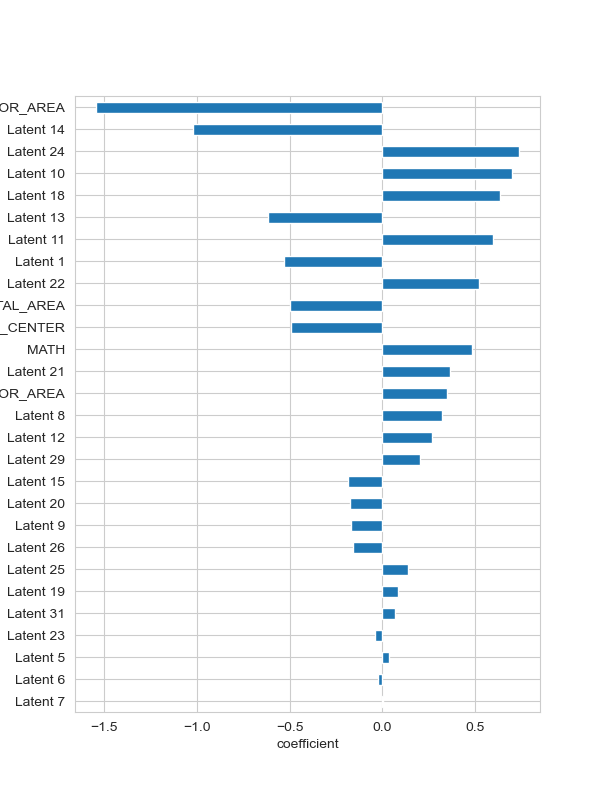 OR_AREA
Latent 14
Latent 24
Latent 10
Latent 18
Latent 13
Latent 11
Latent 1
Latent 22
TAL_AREA
_CENTER
MATH
Latent 21
OR_AREA
Latent 8
Latent 12
Latent 29
Latent 15
Latent 20
Latent 9
Latent 26
Latent 25
Latent 19
Latent 31
Latent 23
Latent 5
Latent 6
Latent 7
−1.5 −1.0 −0.5 0.0 0.5
coefficient